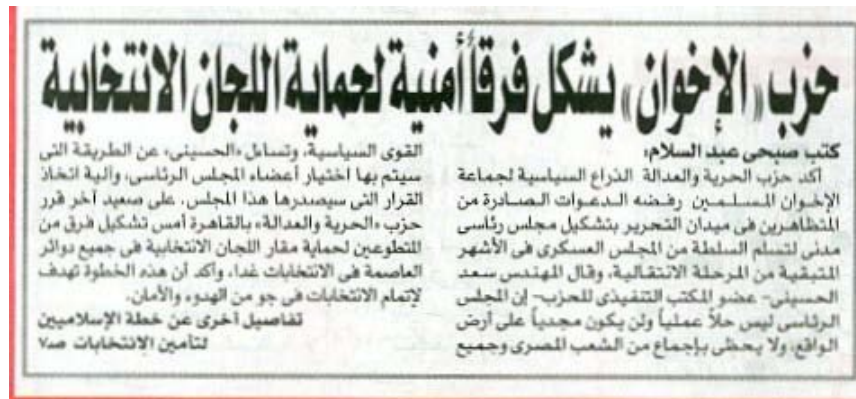 حزب «الإخوان» يشكل فرقاً أمنية لحماية اللجان الانتخابية
كتب صبحى عبد السلام:
أكد حزب الحرية والعدالة الذراع السياسية لجماعة
الإخوان المسلمين رفضه الدعوات الصادرة من
المتظاهرين فى ميدان التحرير بتشكيل مجلس رئاسى
مدنى لتسلم السلطة من المجلس العسكرى فى الأشهر
المتبقية من المرحلة الانتقالية، وقال المهندس سعد
الحسينى- عضو المكتب التنفيذى للحزب- إن المجلس
الرئاسى ليس حلاً عملياً ولن يكون مجدياً على أرض
الواقع، ولا يحظى بإجماع من الشعب المصرى وجميع
القوى السياسية، وتساءل «الحسينى» عن الطريقة التى
سيتم بها اختيار أعضاء المجلس الرئاسى، وآلية اتخاذ
القرار التى سيصدرها هذا المجلس، على صعيد آخر قرر
حزب «الحرية والعدالة» بالقاهرة أمس تشكيل فرق من
المتطوعين لحماية مقار اللجان الانتخابية فى جميع دوائر
العاصمة فى الانتخابات غدا، وأكد أن هذه الخطوة تهدف
لإتمام الانتخابات فى جو من الهدوء والأمان.
تفاصيل أخرى عن خطة الإسلاميين
لتأمين الانتخابات ص٧